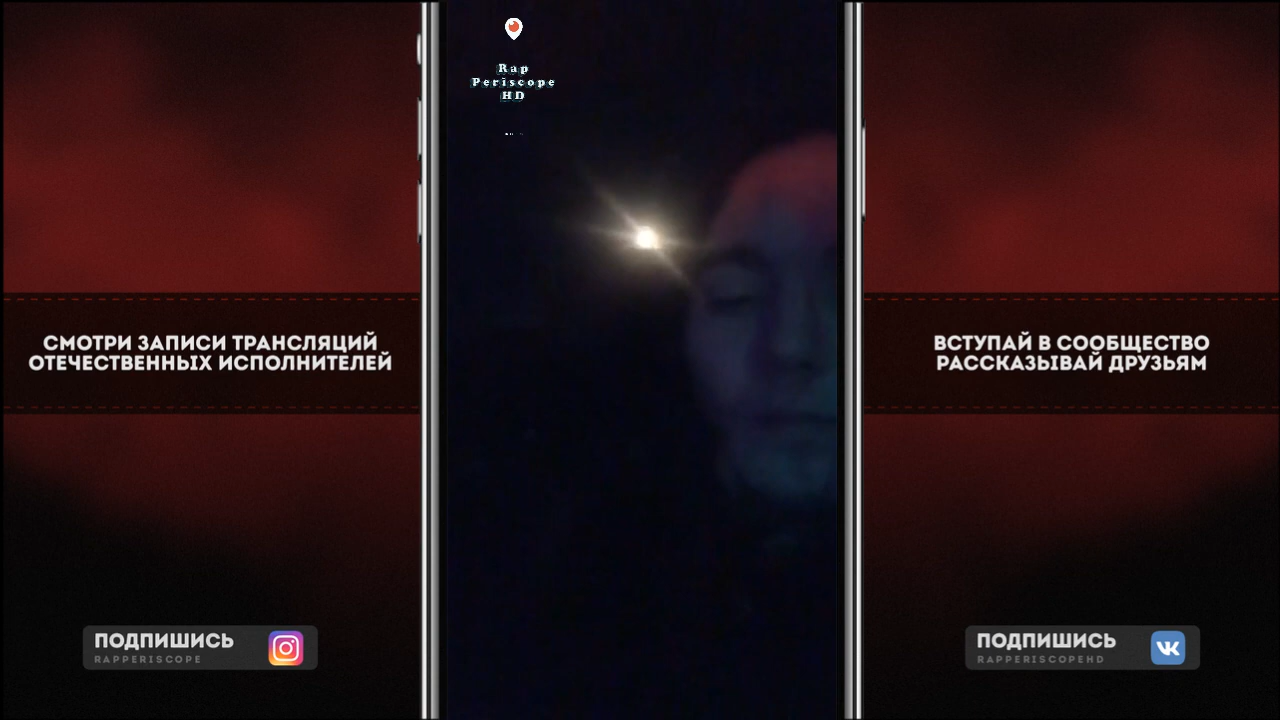 Rap
Periscope
HD
СМОТРИ ЗАПИСИ ТРАНСЛЯЦИЙ
ОТЕЧЕСТВЕННЫХ ИСПОЛНИТЕЛЕЙ
ВСТУПАЙ В СООБЩЕСТВО
РАССКАЗЫВАЙ ДРУЗЬЯМ
ПОДПИШИСЬ
RAPPERISCOPE
ПОДПИШИСЬ
RAPPERISCOPEHD